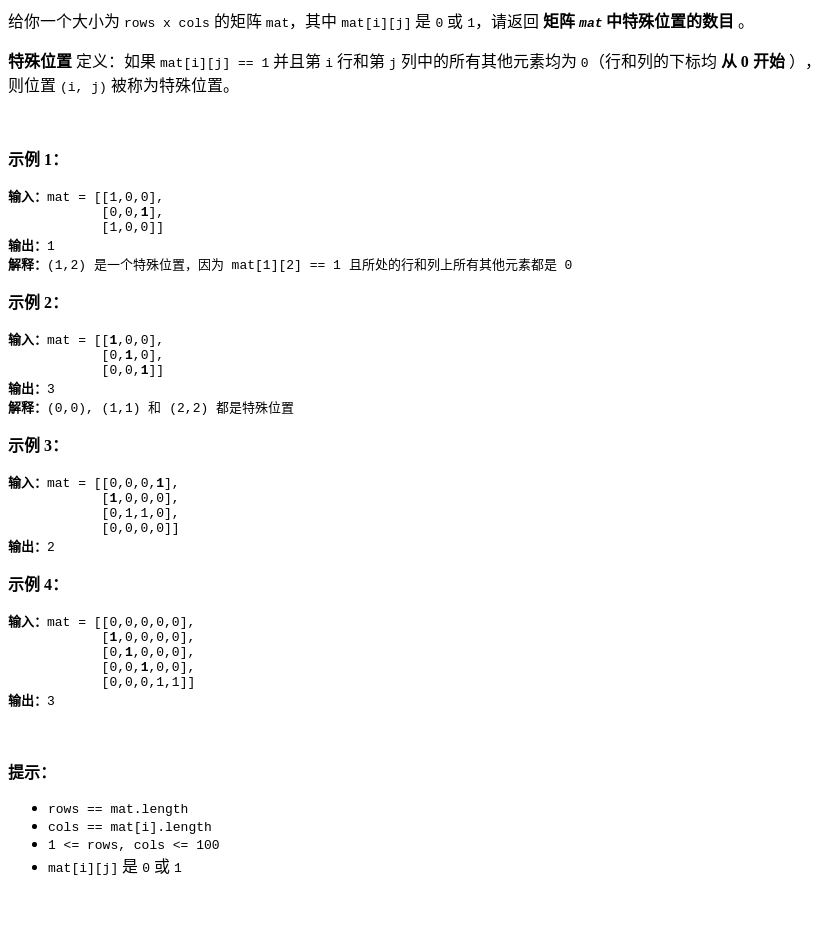 给你一个大小为 rows x cols 的矩阵 mat，其中 mat[i][j] 是 0 或 1，请返回 矩阵 mat 中特殊位置的数目 。
特殊位置 定义：如果 mat[i][j] == 1 并且第 i 行和第 j 列中的所有其他元素均为 0（行和列的下标均 从 0 开始 ），
则位置 (i, j) 被称为特殊位置。
示例 1：
输入：mat = [[1,0,0],
            [0,0,1],
            [1,0,0]]
输出：1
解释：(1,2) 是一个特殊位置，因为 mat[1][2] == 1 且所处的行和列上所有其他元素都是 0
示例 2：
输入：mat = [[1,0,0],
            [0,1,0],
            [0,0,1]]
输出：3
解释：(0,0), (1,1) 和 (2,2) 都是特殊位置
示例 3：
输入：mat = [[0,0,0,1],
            [1,0,0,0],
            [0,1,1,0],
            [0,0,0,0]]
输出：2
示例 4：
输入：mat = [[0,0,0,0,0],
            [1,0,0,0,0],
            [0,1,0,0,0],
            [0,0,1,0,0],
            [0,0,0,1,1]]
输出：3
提示：
• rows == mat.length
• cols == mat[i].length
• 1 <= rows, cols <= 100
• mat[i][j] 是 0 或 1